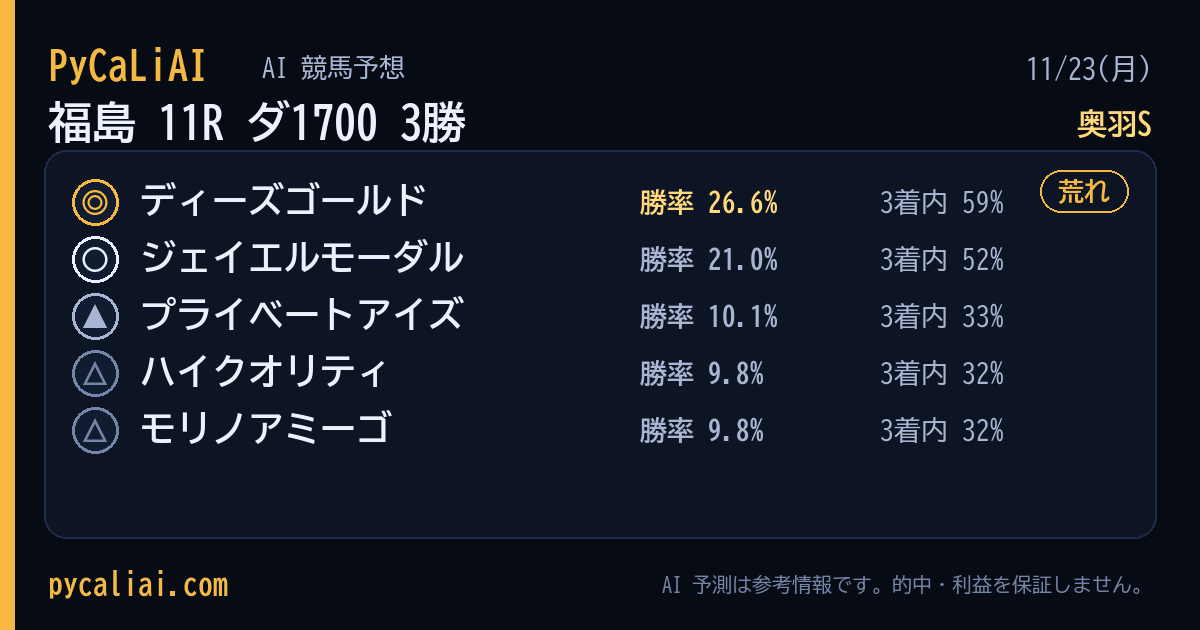 PyCaLiAI AI 競馬予想 11/23(月)
福島 11R ダ1700 3勝 奥羽S
◎ ディーズゴールド 勝率 26.6% 3着内 59% 荒れ
○ ジェイエルモーダル 勝率 21.0% 3着内 52%
▲ プライベートアイズ 勝率 10.1% 3着内 33%
△ ハイクオリティ 勝率 9.8% 3着内 32%
△ モリノアミーゴ 勝率 9.8% 3着内 32%
pycaliai.com AI 予測は参考情報です。的中・利益を保証しません。